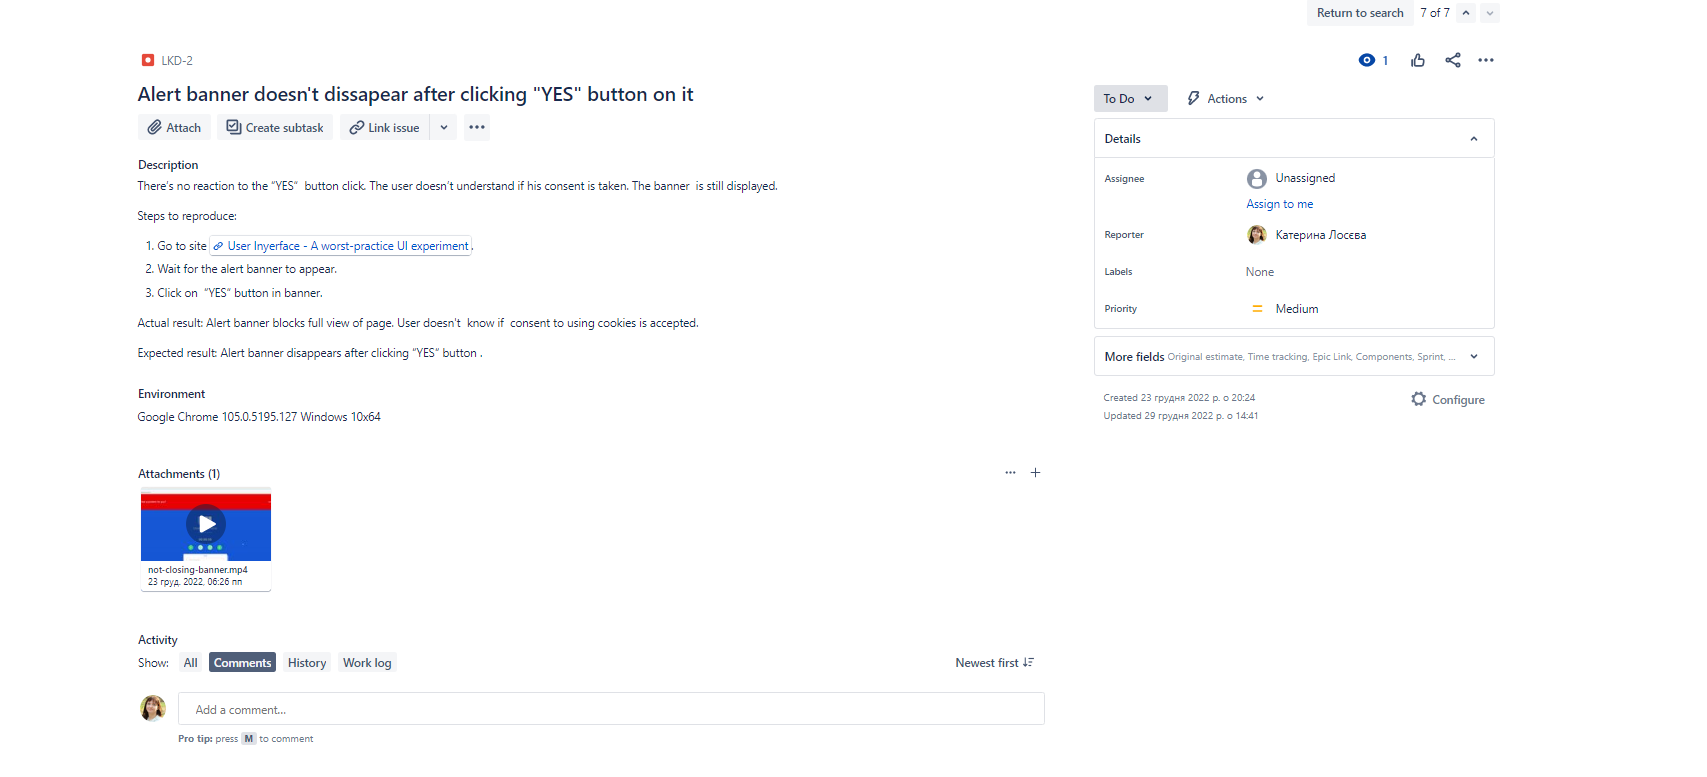 Return to search 7 of 7
LKD-2
1
Alert banner doesn't dissapear after clicking "YES" button on it
Attach Create subtask Link issue
Description
There's no reaction to the “YES” button click. The user doesn't understand if his consent is taken. The banner is still displayed.
Steps to reproduce:
1. Go to site User Inyerface - A worst-practice UI experiment.
2. Wait for the alert banner to appear.
3. Click on “YES” button in banner.
Actual result: Alert banner blocks full view of page. User doesn't know if consent to using cookies is accepted.
Expected result: Alert banner disappears after clicking “YES” button .
Environment
Google Chrome 105.0.5195.127 Windows 10x64
Attachments (1)
not-closing-banner.mp4
23 груд. 2022, 06:26 пп
Activity
Show: All Comments History Work log
Newest first
Add a comment...
Pro tip: press M to comment
To Do Actions
Details
Assignee Unassigned
Assign to me
Reporter Катерина Лосєва
Labels None
Priority Medium
More fields Original estimate, Time tracking, Epic Link, Components, Sprint, ...
Created 23 грудня 2022 р. о 20:24
Updated 29 грудня 2022 р. о 14:41
Configure